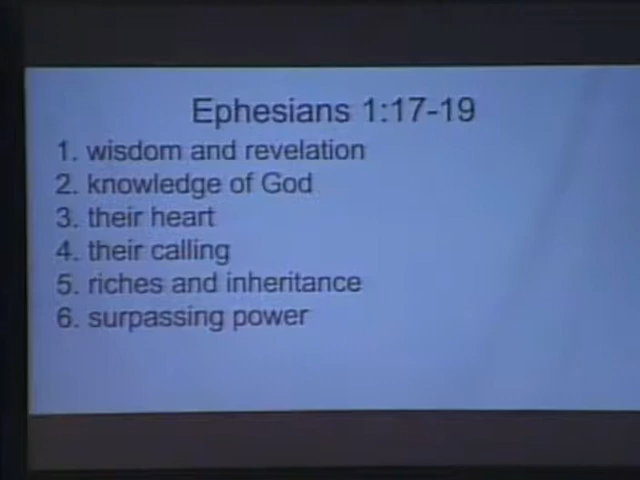 Ephesians 1:17-19
1. wisdom and revelation
2. knowledge of God
3. their heart
4. their calling
5. riches and inheritance
6. surpassing power